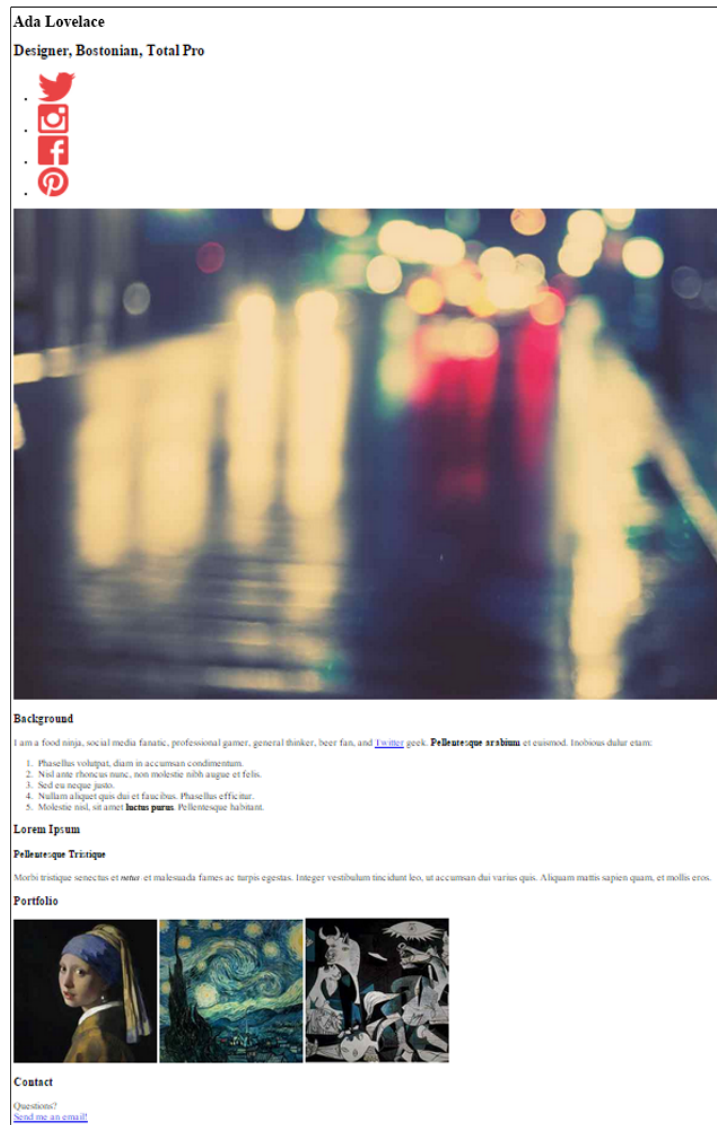 Ada Lovelace
Designer, Bostonian, Total Pro
Background
I am a food ninja, social media fanatic, professional gamer, general thinker, beer fan, and Twitter geek. Pellentesque arabium et euismod. Inobious dulur etam:
1. Phasellus volutpat, diam in accumsan condimentum.
2. Nisl ante rhoncus nunc, non molestie nibh augue et felis.
3. Sed eu neque justo.
4. Nullam aliquet quis dui et faucibus. Phasellus efficitur.
5. Molestie nisl, sit amet luctus purus. Pellentesque habitant.
Lorem Ipsum
Pellentesque Tristique
Morbi tristique senectus et netus et malesuada fames ac turpis egestas. Integer vestibulum tincidunt leo, ut accumsan dui varius quis. Aliquam mattis sapien quam, et mollis eros.
Portfolio
Contact
Questions?
Send me an email!